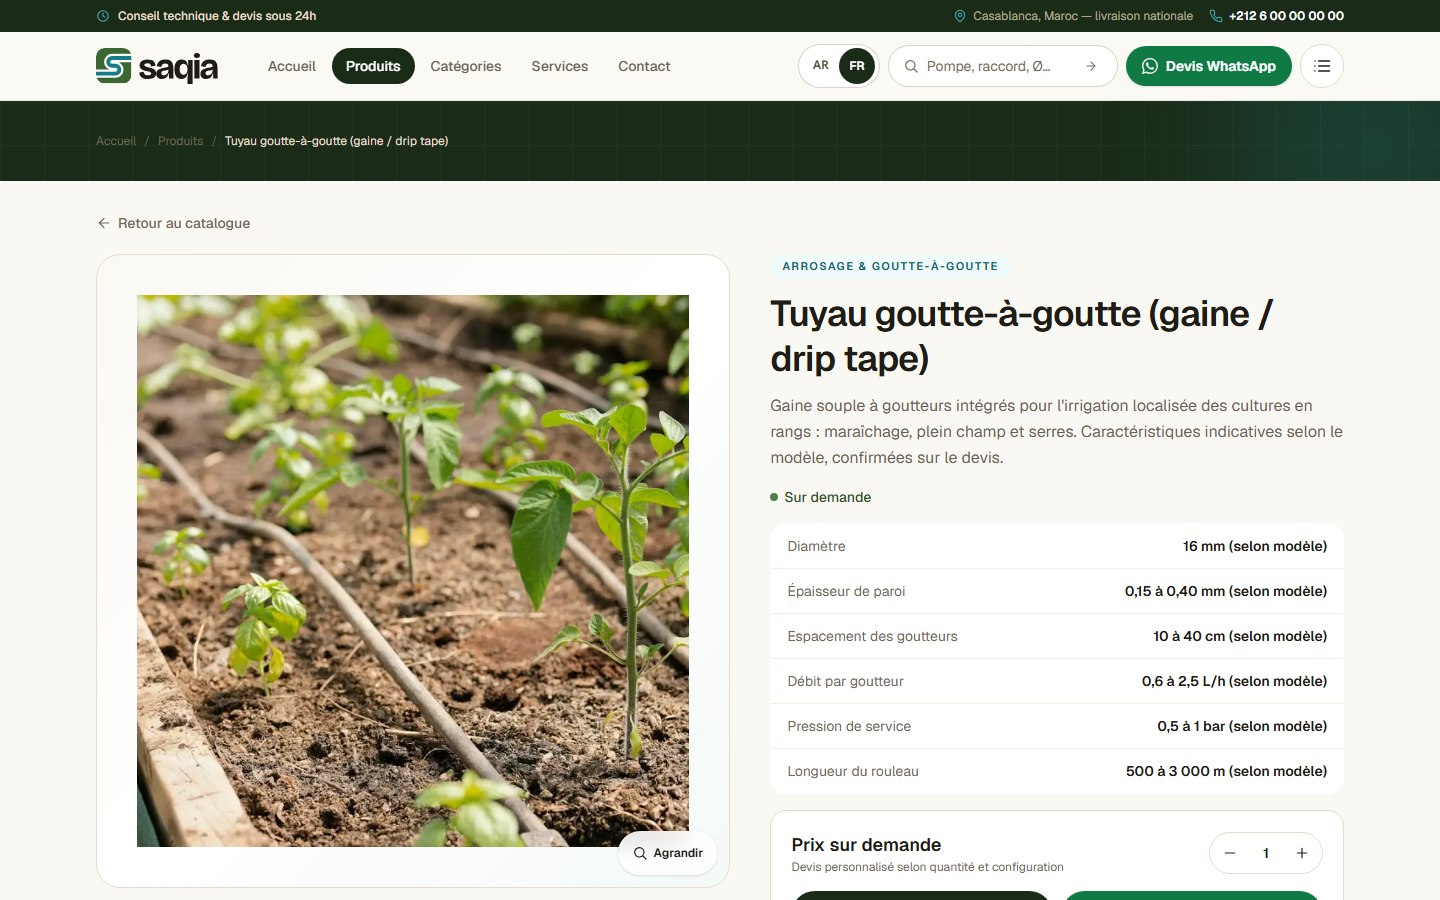 Conseil technique & devis sous 24h
Casablanca, Maroc — livraison nationale
+212 6 00 00 00 00
saqia
Accueil
Produits
Catégories
Services
Contact
AR
FR
Pompe, raccord, Ø...
Devis WhatsApp
Accueil / Produits / Tuyau goutte-à-goutte (gaine / drip tape)
Retour au catalogue
Agrandir
ARROSAGE & GOUTTE-À-GOUTTE
Tuyau goutte-à-goutte (gaine /
drip tape)
Gaine souple à goutteurs intégrés pour l'irrigation localisée des cultures en
rangs : maraîchage, plein champ et serres. Caractéristiques indicatives selon le
modèle, confirmées sur le devis.
Sur demande
Diamètre 16 mm (selon modèle)
Épaisseur de paroi 0,15 à 0,40 mm (selon modèle)
Espacement des goutteurs 10 à 40 cm (selon modèle)
Débit par goutteur 0,6 à 2,5 L/h (selon modèle)
Pression de service 0,5 à 1 bar (selon modèle)
Longueur du rouleau 500 à 3 000 m (selon modèle)
Prix sur demande
Devis personnalisé selon quantité et configuration
1